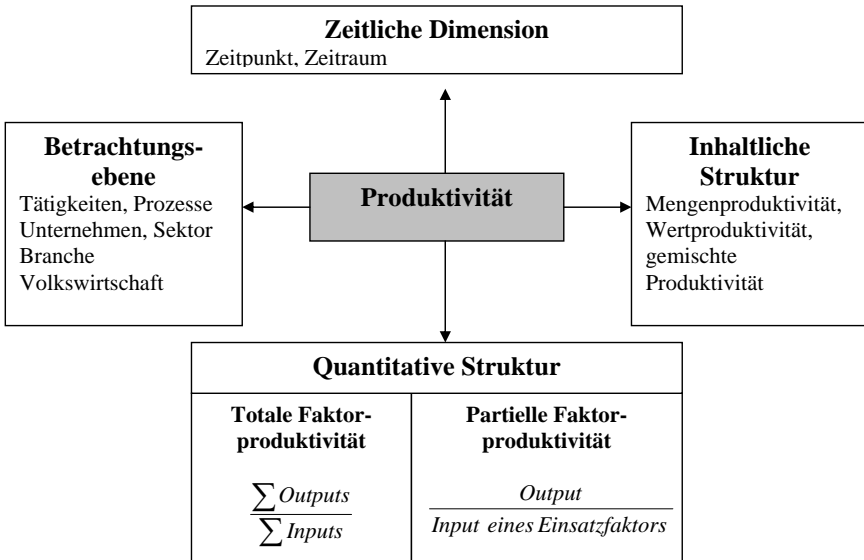 Zeitliche Dimension
Zeitpunkt, Zeitraum
Betrachtungs-
ebene
Tätigkeiten, Prozesse
Unternehmen, Sektor
Branche
Volkswirtschaft
Produktivität
Inhaltliche
Struktur
Mengenproduktivität,
Wertproduktivität,
gemischte
Produktivität
Quantitative Struktur
Totale Faktor-
produktivität
∑ Outputs
∑ Inputs
Partielle Faktor-
produktivität
Output
Input eines Einsatzfaktors